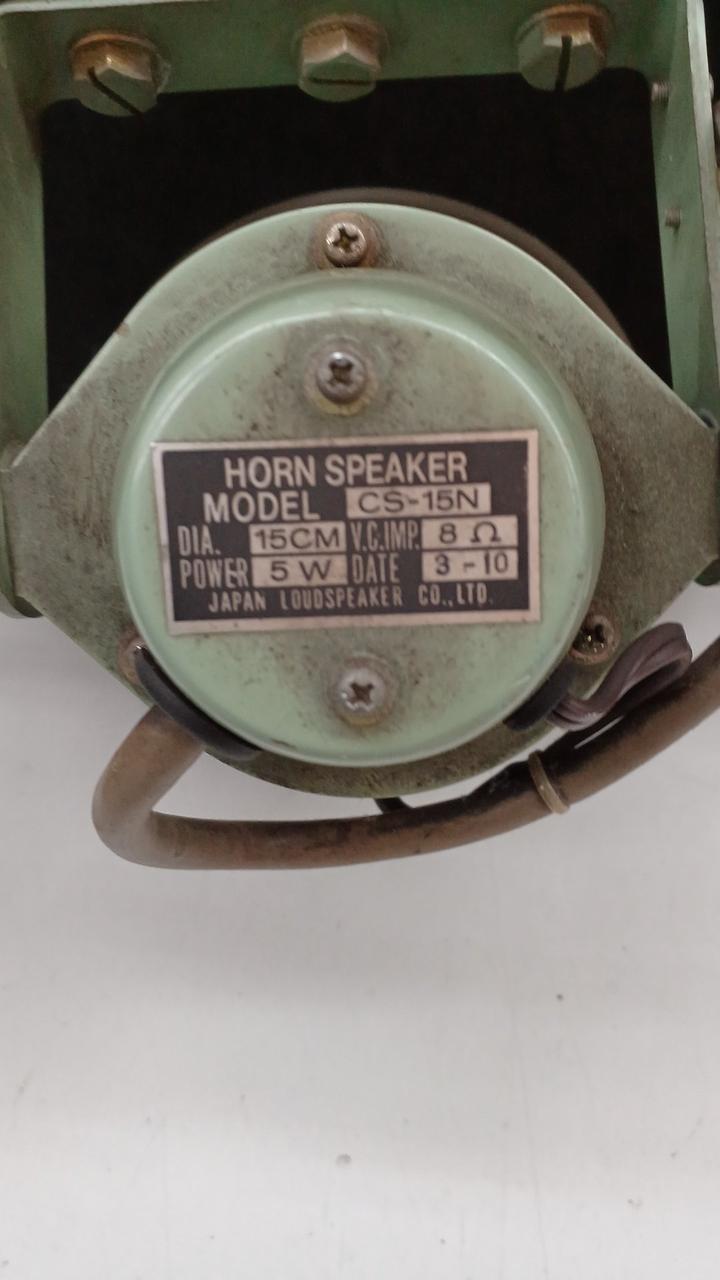 HORN SPEAKER
MODEL CS-15N
DIA. 15CM V.C.IMP. 8 Ω
POWER 5 W DATE 3-10
JAPAN LOUDSPEAKER CO.,LTD.